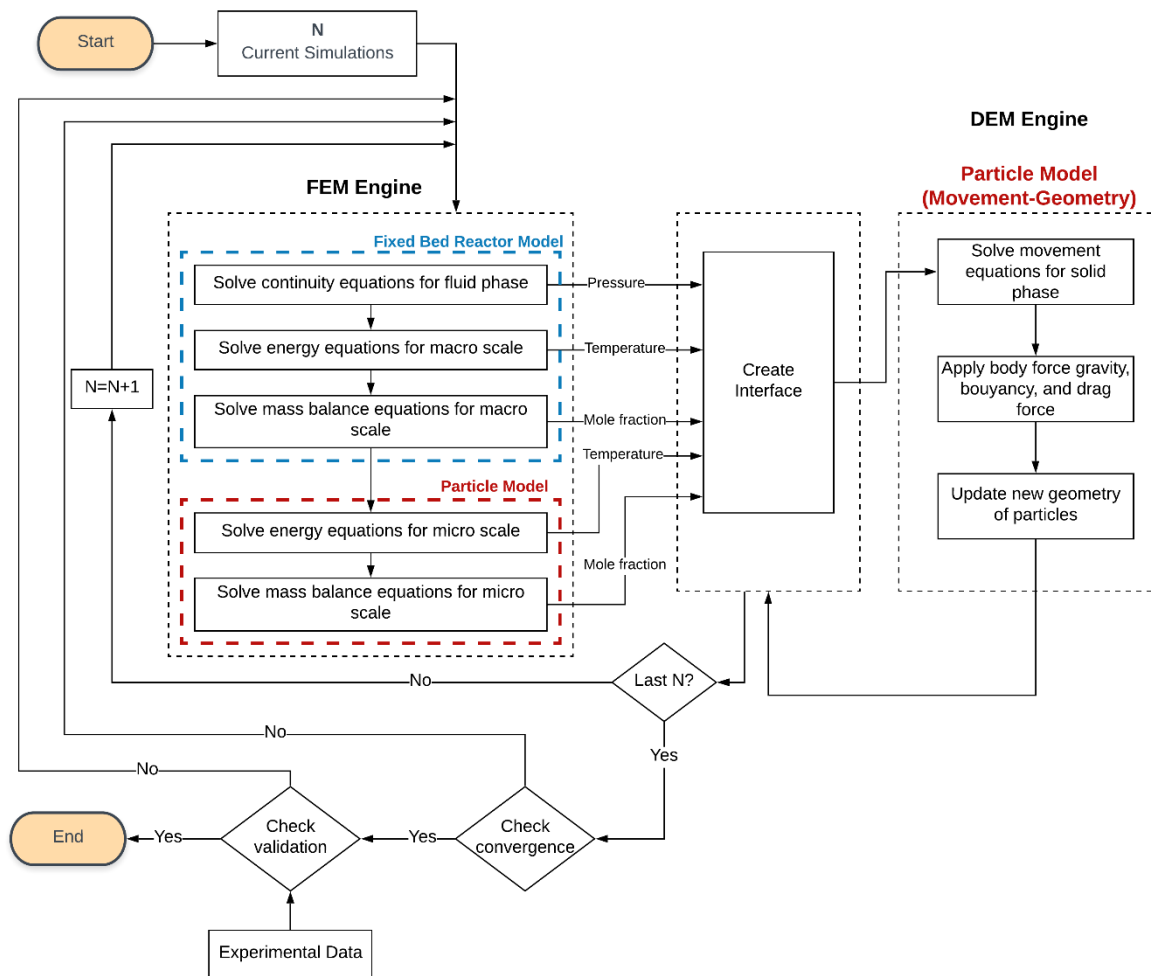 Start
N
Current Simulations
DEM Engine
Particle Model
(Movement-Geometry)
FEM Engine
Fixed Bed Reactor Model
Solve continuity equations for fluid phase
Pressure
Solve energy equations for macro scale
Temperature
Solve mass balance equations for macro
scale
Mole fraction
Temperature
Particle Model
Solve energy equations for micro scale
Solve mass balance equations for micro
scale
Mole fraction
Create
Interface
Solve movement
equations for solid
phase
Apply body force gravity,
bouyancy, and drag
force
Update new geometry
of particles
N=N+1
No
Last N?
Yes
No
Check
convergence
Yes
No
Check
validation
Yes
End
Experimental Data